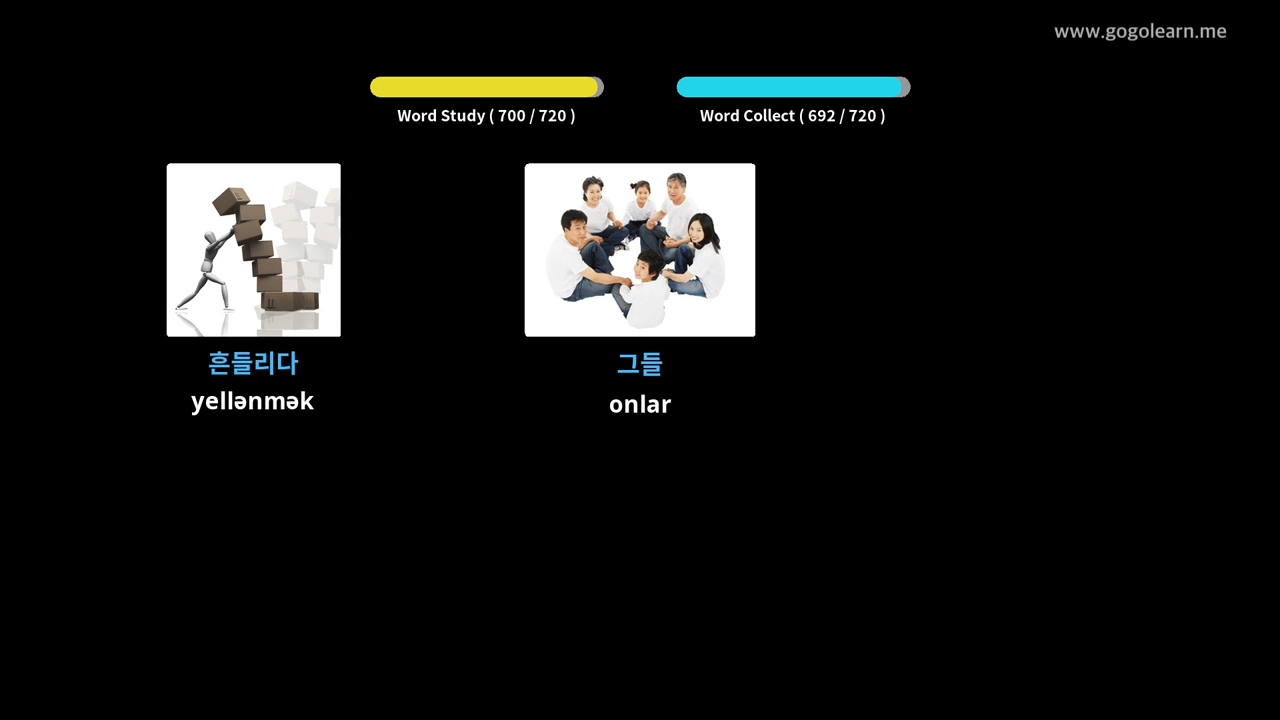 www.gogolearn.me
Word Study ( 700 / 720 )
Word Collect ( 692 / 720 )
흔들리다
yellənmək
그들
onlar